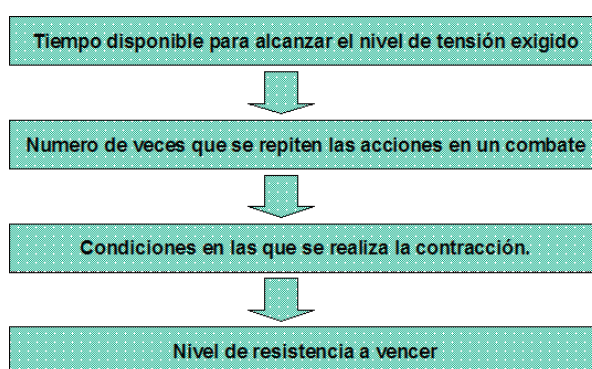 Tiempo disponible para alcanzar el nivel de tensión exigido
Numero de veces que se repiten las acciones en un combate
Condiciones en las que se realiza la contracción.
Nivel de resistencia a vencer